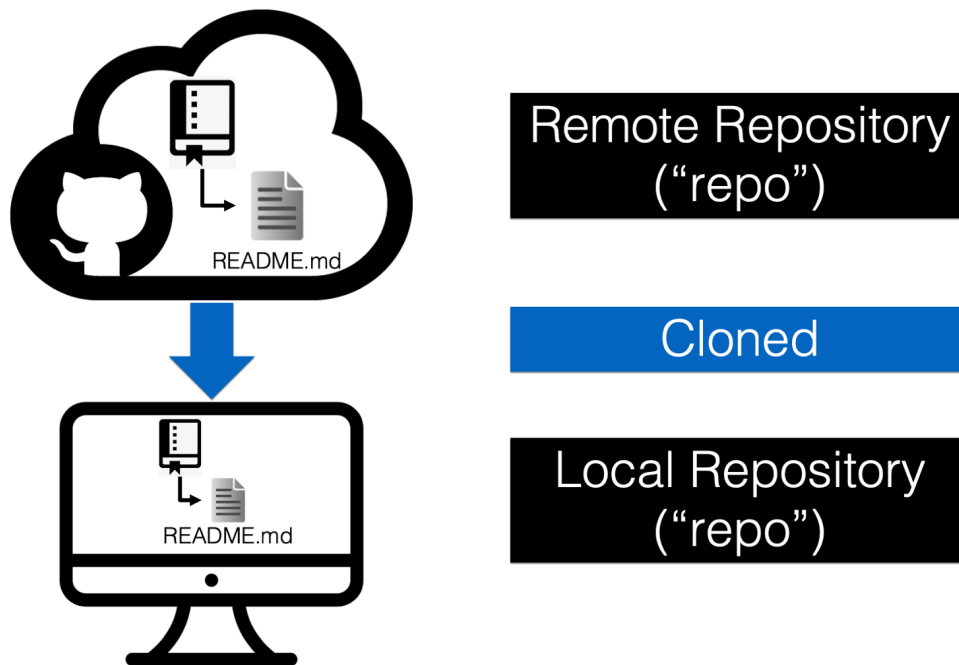 README.md
Remote Repository
(“repo”)
Cloned
README.md
Local Repository
(“repo”)